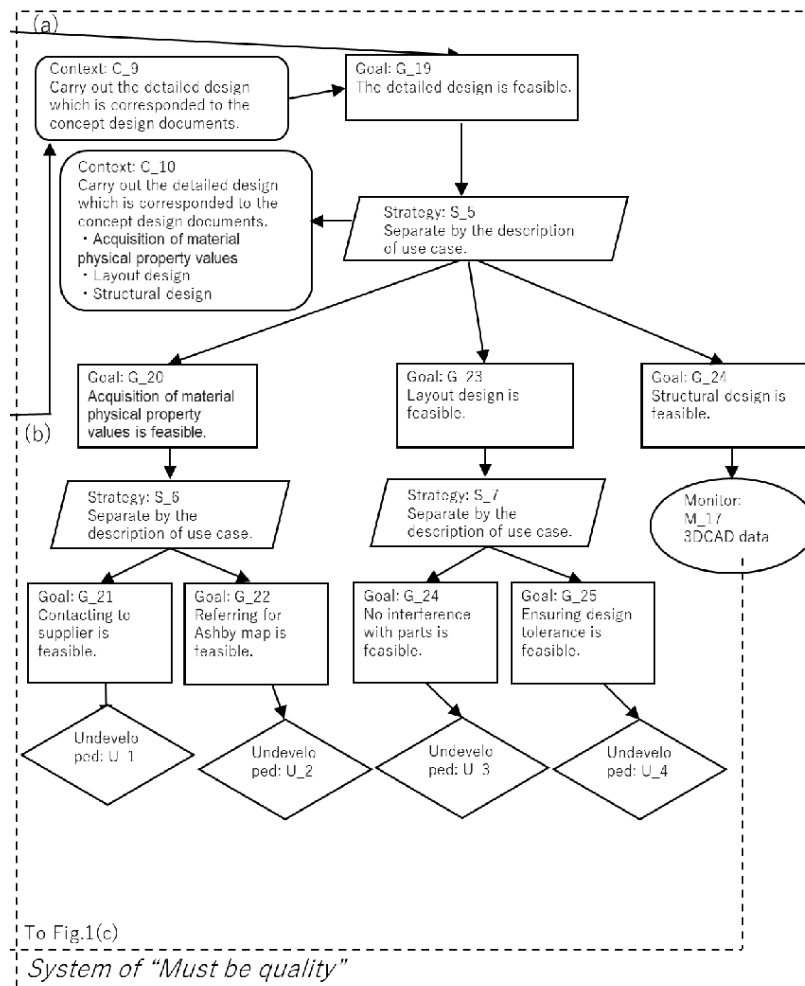 (a)
Context: C_9
Carry out the detailed design
which is corresponded to the
concept design documents.
Goal: G_19
The detailed design is feasible.
Context: C_10
Carry out the detailed design
which is corresponded to the
concept design documents.
・Acquisition of material
physical property values
・Layout design
・Structural design
Strategy: S_5
Separate by the description
of use case.
Goal: G_20
Acquisition of material
physical property
values is feasible.
Goal: G_23
Layout design is
feasible.
Goal: G_24
Structural design is
feasible.
(b)
Strategy: S_6
Separate by the
description of use case.
Strategy: S_7
Separate by the
description of use case.
Monitor:
M_17
3DCAD data
Goal: G_21
Contacting to
supplier is
feasible.
Goal: G_22
Referring for
Ashby map is
feasible.
Goal: G_24
No interference
with parts is
feasible.
Goal: G_25
Ensuring design
tolerance is
feasible.
Undevelo
ped: U_1
Undevelo
ped: U_2
Undevelo
ped: U_3
Undevelo
ped: U_4
To Fig.1(c)
System of “Must be quality”